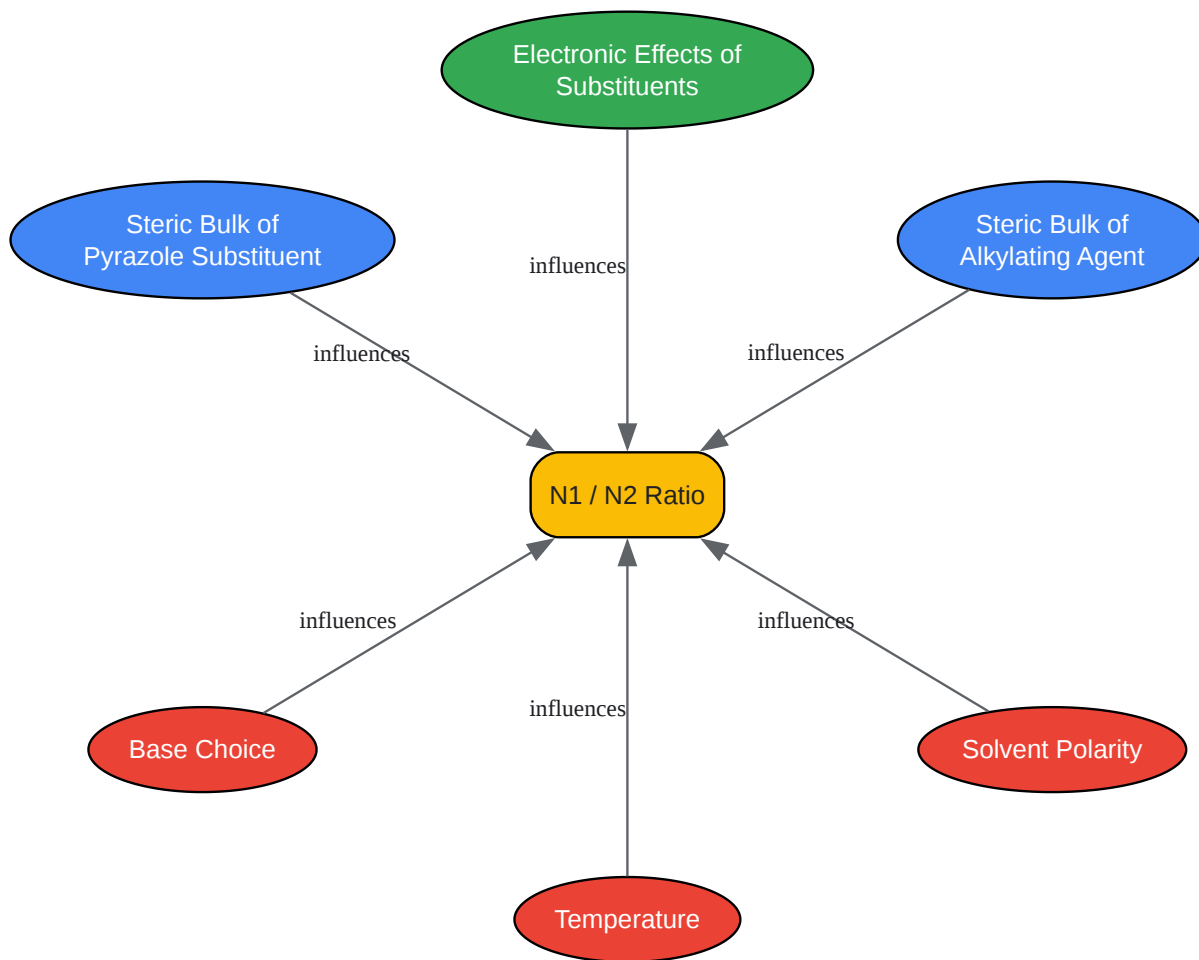 Electronic Effects of
Substituents
Steric Bulk of
Pyrazole Substituent
Steric Bulk of
Alkylating Agent
influences
influences
influences
N1 / N2 Ratio
influences
influences
influences
Base Choice
Solvent Polarity
Temperature